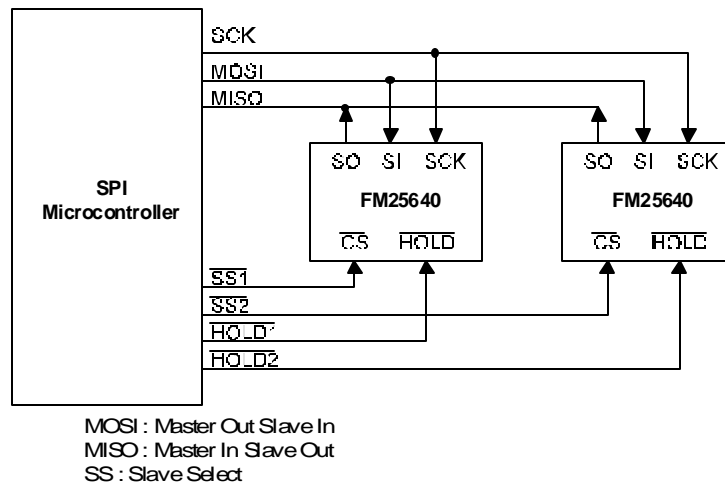 SCK
MOSI
MISO
SO SI SCK
SO SI SCK
SPI
Microcontroller
FM25640
FM25640
CS HOLD
CS HOLD
SS1
SS2
HOLD1
HOLD2
MOSI : Master Out Slave In
MISO : Master In Slave Out
SS : Slave Select